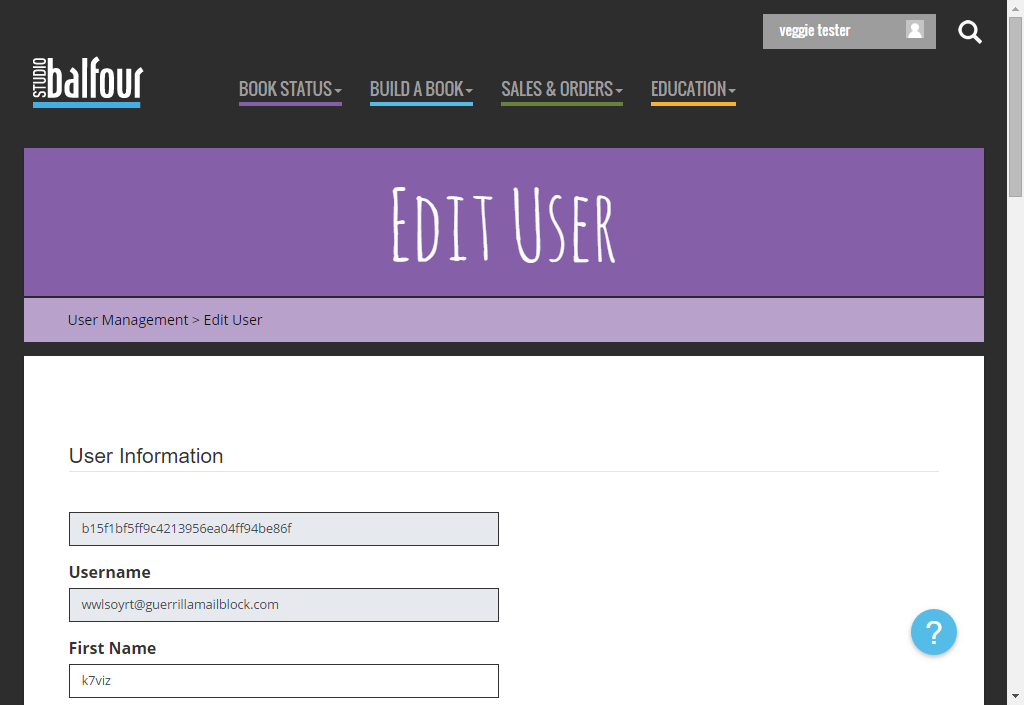 veggie tester
STUDIO balfour
BOOK STATUS
BUILD A BOOK
SALES & ORDERS
EDUCATION
EDIT USER
User Management > Edit User
User Information
b15f1bf5ff9c4213956ea04ff94be86f
Username
wwlsoyrt@guerrillamailblock.com
First Name
k7viz
?